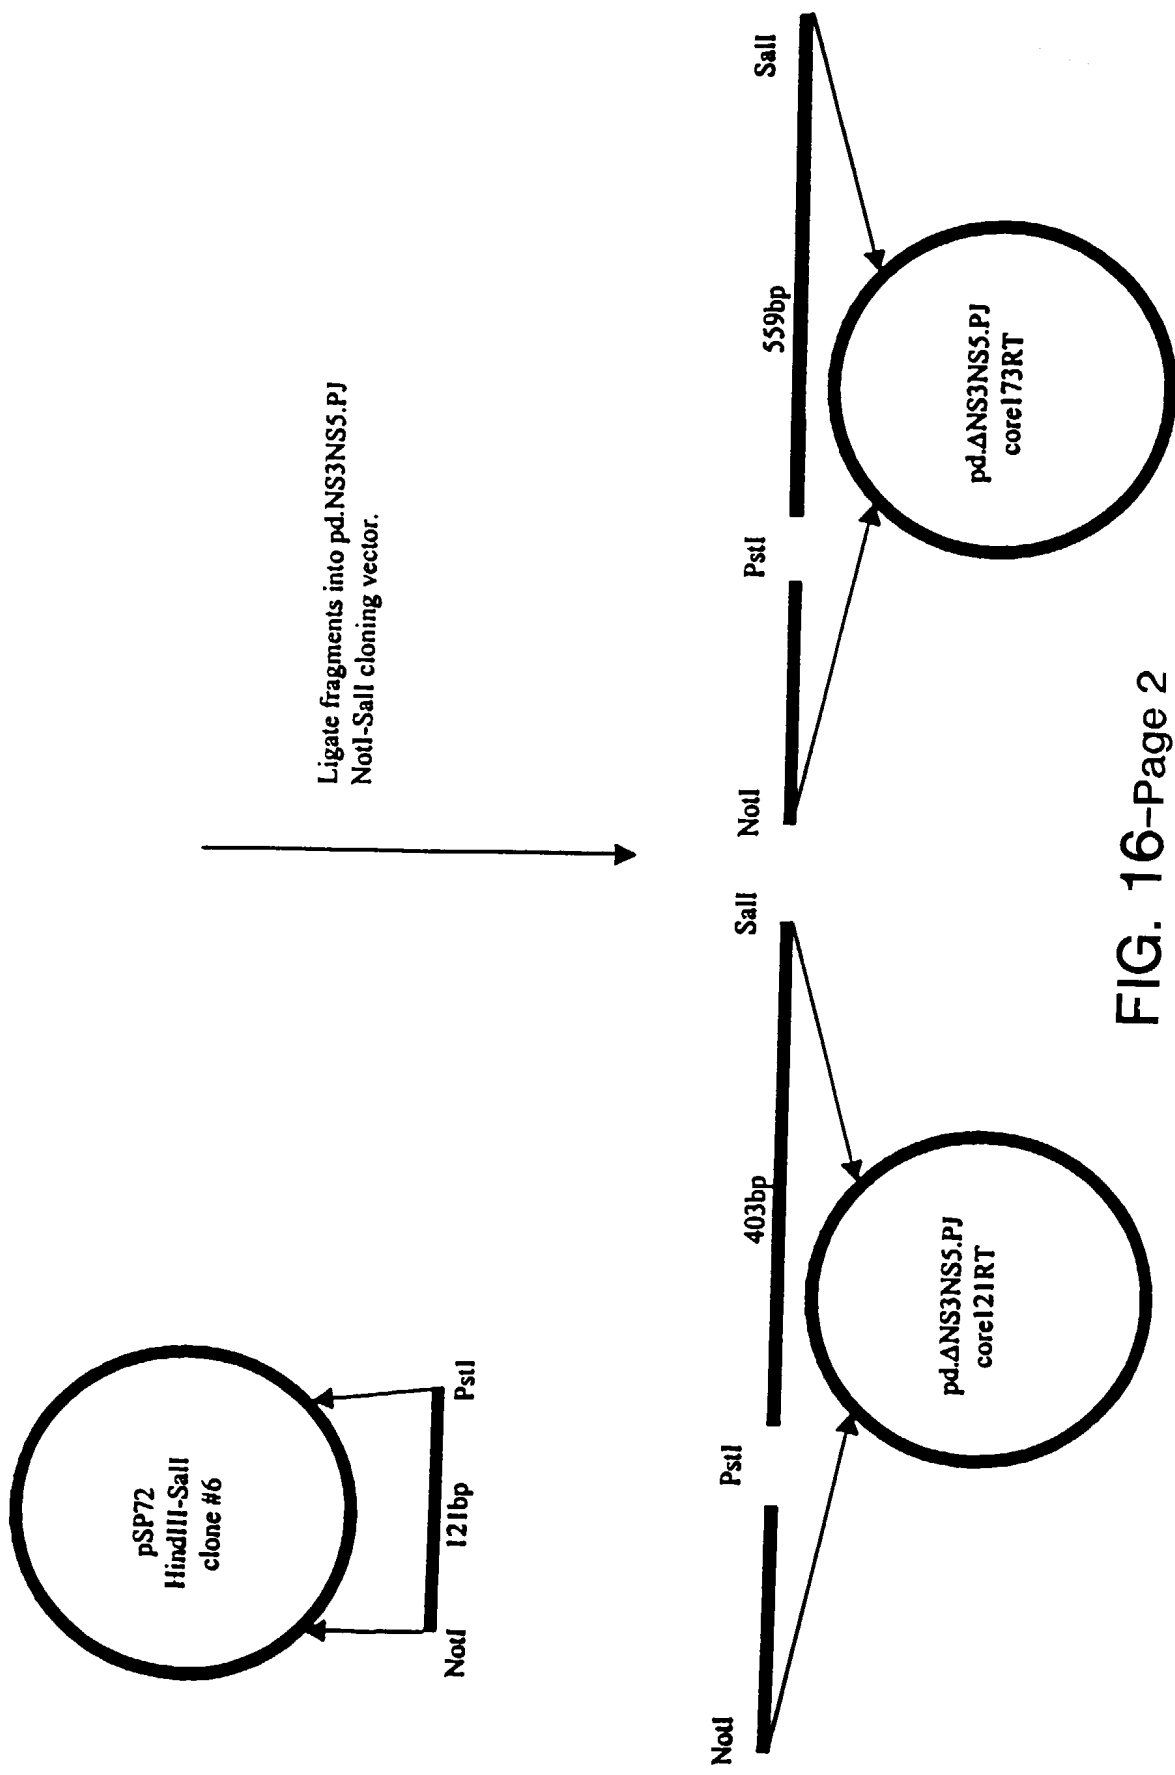 pSP72
HindIII-SalI
clone #6
NotI
121bp
PstI
Ligate fragments into pd.NS3NS5.PJ
NotI-SalI cloning vector.
NotI
PstI
403bp
SalI
pd.ΔNS3NS5.PJ
core121RT
NotI
PstI
559bp
SalI
pd.ΔNS3NS5.PJ
core173RT
FIG. 16-Page 2